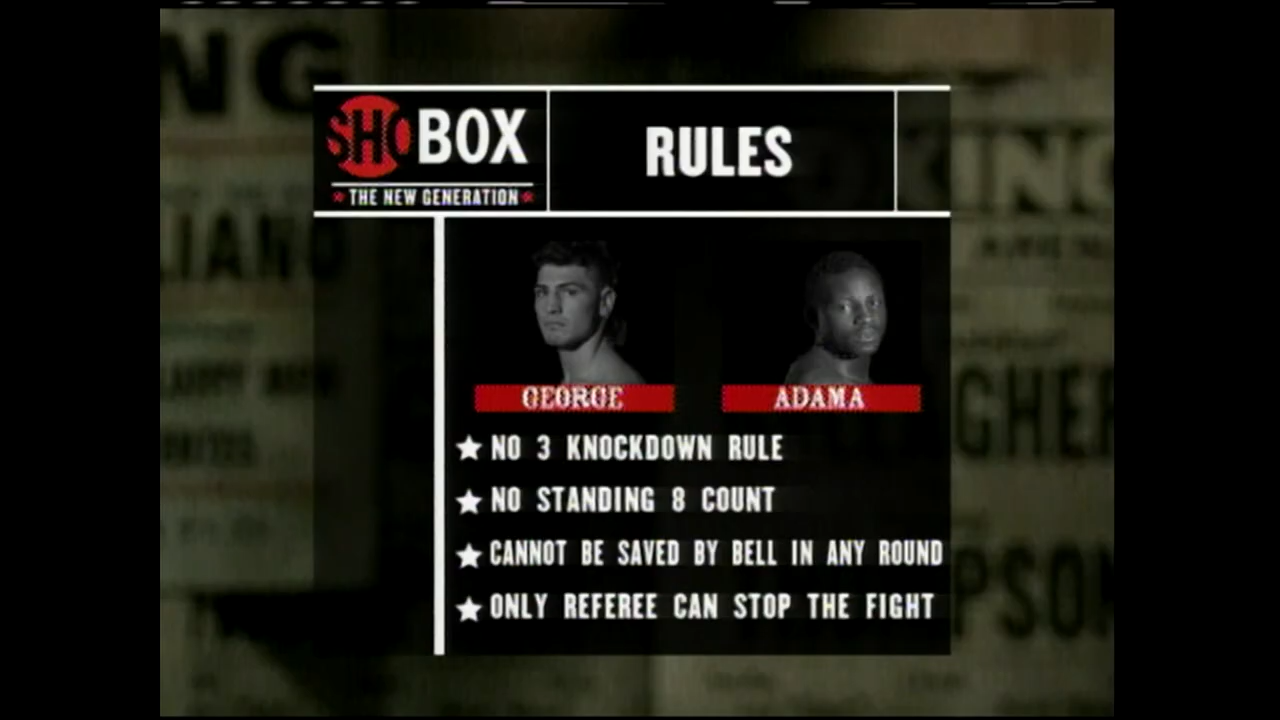 NG
SHO BOX
THE NEW GENERATION
RULES
GEORGE
ADAMA
NO 3 KNOCKDOWN RULE
NO STANDING 8 COUNT
CANNOT BE SAVED BY BELL IN ANY ROUND
ONLY REFEREE CAN STOP THE FIGHT